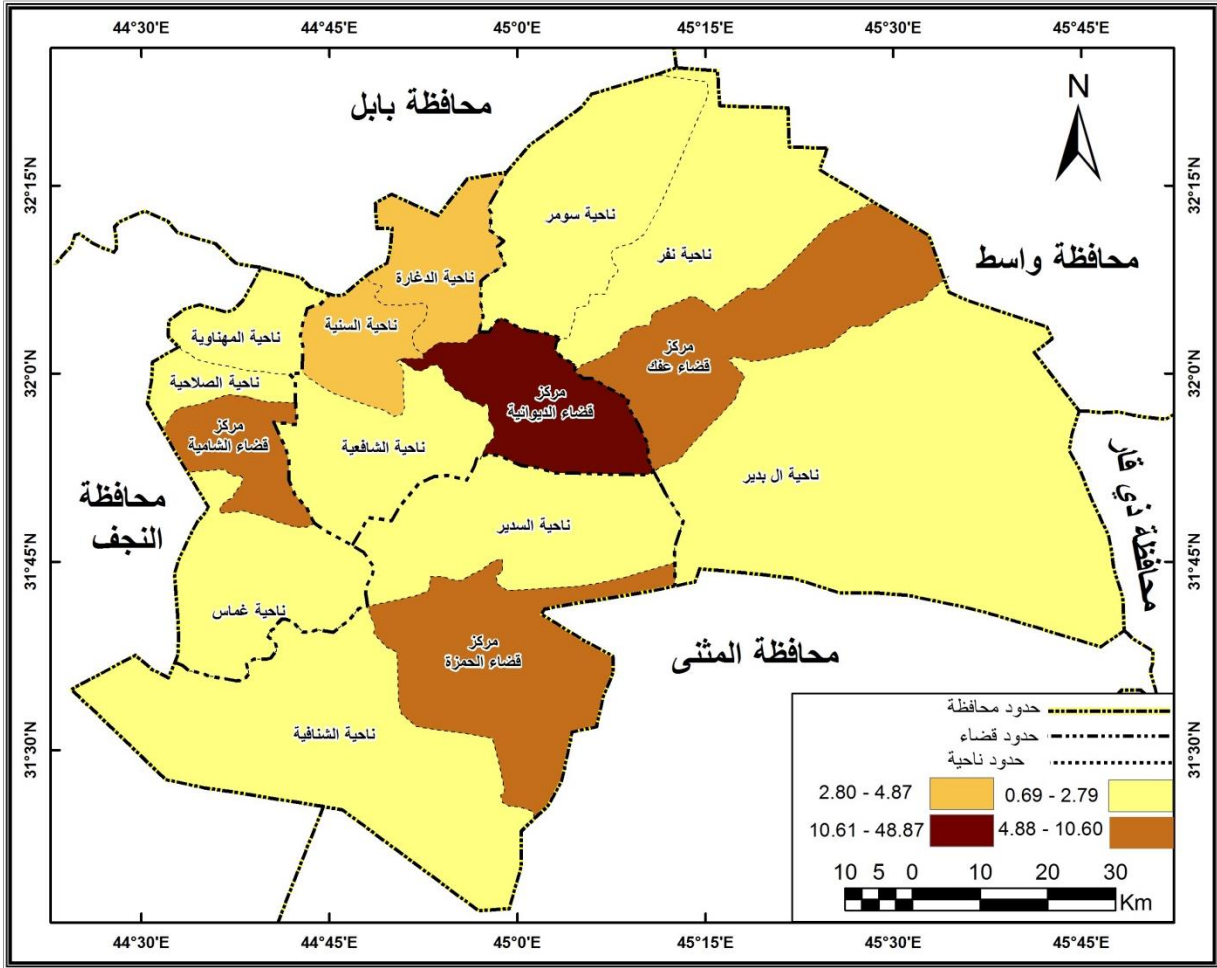 44°30'E 44°45'E 45°0'E 45°15'E 45°30'E 45°45'E
N
محافظة بابل
32°15'N
32°15'N
ناحية سومر
محافظة واسط
ناحية نفر
ناحية الدغارة
ناحية السنية
ناحية المهناوية
مركز
قضاء عفك
32°0'N
32°0'N
ناحية الصلاحية
مركز
قضاء الديوانية
مركز
قضاء الشامية
ناحية الشافعية
ناحية ال بدير
محافظة ذي قار
محافظة
النجف
ناحية السدير
31°45'N
31°45'N
ناحية غماس
مركز
قضاء الحمزة
محافظة المثنى
ناحية الشنافية
31°30'N
31°30'N
حدود محافظة
حدود قضاء
حدود ناحية
2.80 - 4.87 0.69 - 2.79
10.61 - 48.87 4.88 - 10.60
10 5 0 10 20 30
Km
44°30'E 44°45'E 45°0'E 45°15'E 45°30'E 45°45'E